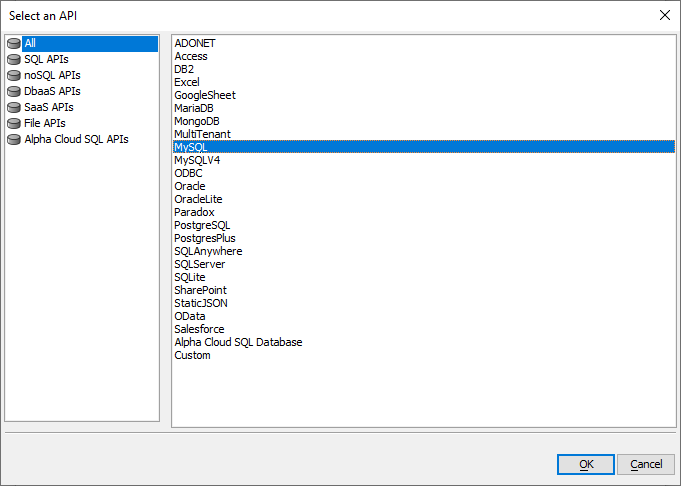 Select an API
All
SQL APIs
noSQL APIs
DbaaS APIs
SaaS APIs
File APIs
Alpha Cloud SQL APIs
ADONET
Access
DB2
Excel
GoogleSheet
MariaDB
MongoDB
MultiTenant
MySQL
MySQLV4
ODBC
Oracle
OracleLite
Paradox
PostgreSQL
PostgresPlus
SQLAnywhere
SQLServer
SQLite
SharePoint
StaticJSON
OData
Salesforce
Alpha Cloud SQL Database
Custom
OK
Cancel